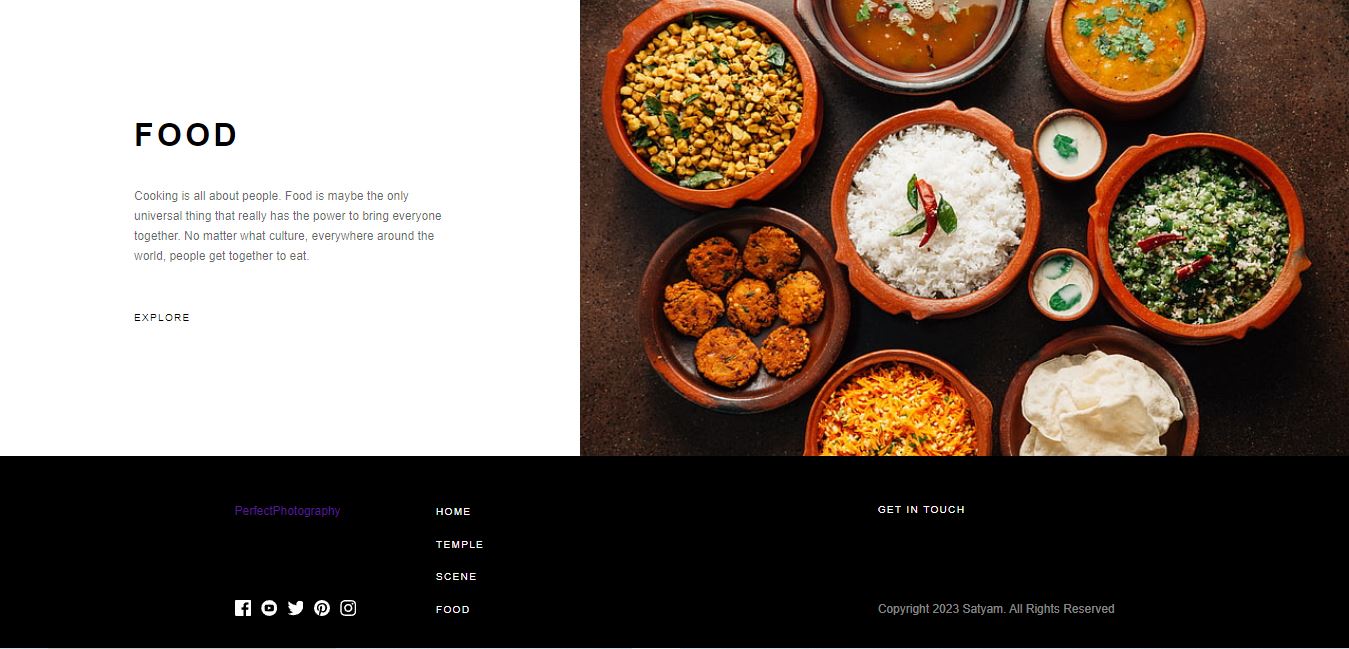 FOOD
Cooking is all about people. Food is maybe the only
universal thing that really has the power to bring everyone
together. No matter what culture, everywhere around the
world, people get together to eat.
EXPLORE
PerfectPhotography
HOME
TEMPLE
SCENE
FOOD
GET IN TOUCH
Copyright 2023 Satyam. All Rights Reserved